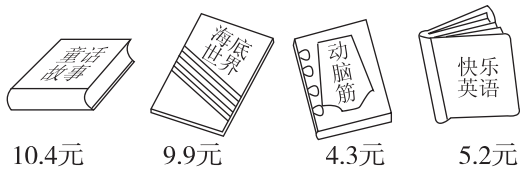 童话
故事
海底
世界
动
脑
筋
快乐
英语
10.4元 9.9元 4.3元 5.2元